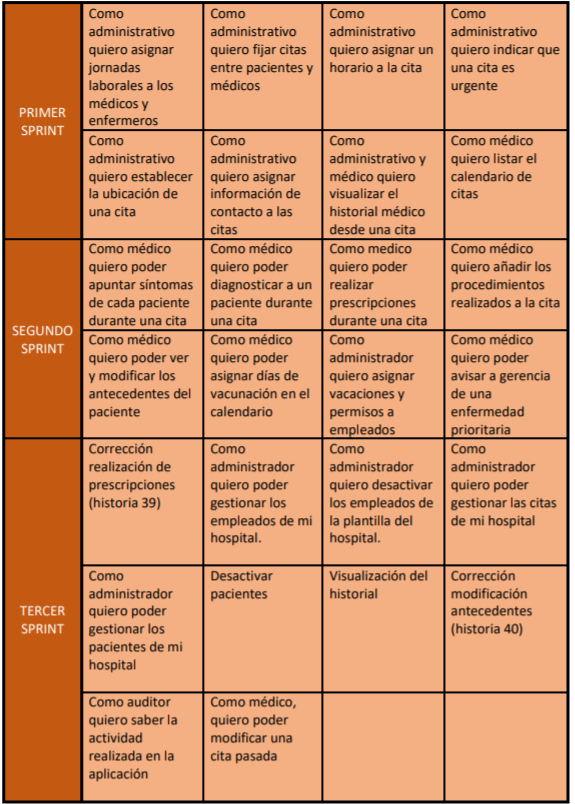 PRIMER
SPRINT
Como
administrativo
quiero asignar
jornadas
laborales a los
médicos y
enfermeros
Como
administrativo
quiero fijar citas
entre pacientes y
médicos
Como
administrativo
quiero asignar un
horario a la cita
Como
administrativo
quiero indicar que
una cita es
urgente
Como
administrativo
quiero establecer
la ubicación de
una cita
Como
administrativo
quiero asignar
información de
contacto a las
citas
Como
administrativo y
médico quiero
visualizar el
historial médico
desde una cita
Como médico
quiero listar el
calendario de
citas
SEGUNDO
SPRINT
Como médico
quiero poder
apuntar síntomas
de cada paciente
durante una cita
Como médico
quiero poder
diagnosticar a un
paciente durante
una cita
Como medico
quiero poder
realizar
prescripciones
durante una cita
Como médico
quiero añadir los
procedimientos
realizados a la cita
Como médico
quiero poder ver
y modificar los
antecedentes del
paciente
Como médico
quiero poder
asignar días de
vacunación en el
calendario
Como
administrador
quiero asignar
vacaciones y
permisos a
empleados
Como médico
quiero poder
avisar a gerencia
de una
enfermedad
prioritaria
TERCER
SPRINT
Corrección
realización de
prescripciones
(historia 39)
Como
administrador
quiero poder
gestionar los
empleados de mi
hospital.
Como
administrador
quiero desactivar
los empleados de
la plantilla del
hospital.
Como
administrador
quiero poder
gestionar las citas
de mi hospital
Como
administrador
quiero poder
gestionar los
pacientes de mi
hospital
Desactivar
pacientes
Visualización del
historial
Corrección
modificación
antecedentes
(historia 40)
Como auditor
quiero saber la
actividad
realizada en la
aplicación
Como médico,
quiero poder
modificar una
cita pasada